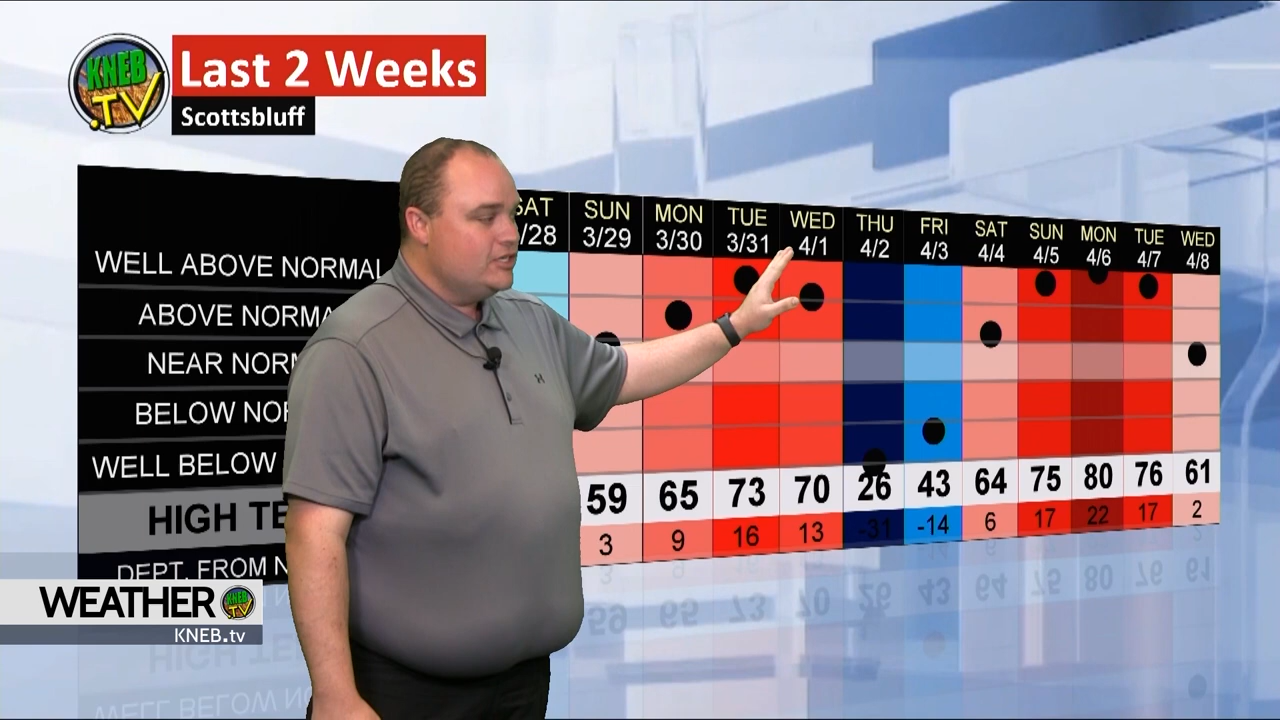 KNEB
.TV
Last 2 Weeks
Scottsbluff
SAT SUN MON TUE WED THU FRI SAT SUN MON TUE WED
/28 3/29 3/30 3/31 4/1 4/2 4/3 4/4 4/5 4/6 4/7 4/8
WELL ABOVE NORMAL
ABOVE NORMA
NEAR NORM
BELOW NOR
WELL BELOW
HIGH TE 59 65 73 70 26 43 64 75 80 76 61
DEPT. FROM N 3 9 16 13 -31 -14 6 17 22 17 2
WEATHER KNEB .TV
KNEB.tv